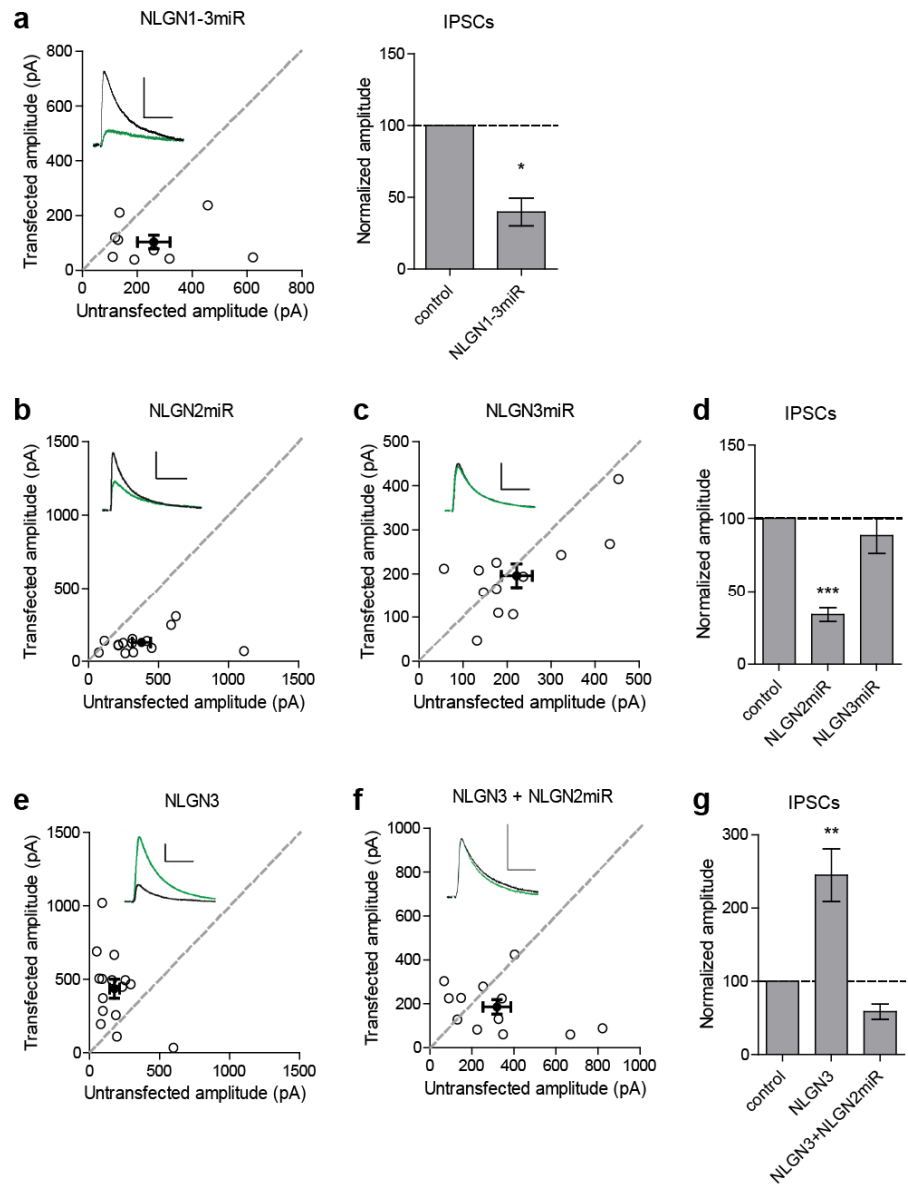 a
NLGN1-3miR
IPSCs
Transfected amplitude (pA)
800
600
400
200
0
0 200 400 600 800
Untransfected amplitude (pA)
Normalized amplitude
150
100
50
0
*
control
NLGN1-3miR
b
NLGN2miR
Transfected amplitude (pA)
1500
1000
500
0
0 500 1000 1500
Untransfected amplitude (pA)
c
NLGN3miR
Transfected amplitude (pA)
500
400
300
200
100
0
0 100 200 300 400 500
Untransfected amplitude (pA)
d
IPSCs
Normalized amplitude
150
100
50
0
***
control
NLGN2miR
NLGN3miR
e
NLGN3
Transfected amplitude (pA)
1500
1000
500
0
0 500 1000 1500
Untransfected amplitude (pA)
f
NLGN3 + NLGN2miR
Transfected amplitude (pA)
1000
800
600
400
200
0
0 200 400 600 800 1000
Untransfected amplitude (pA)
g
IPSCs
Normalized amplitude
300
200
100
0
**
control
NLGN3
NLGN3+NLGN2miR